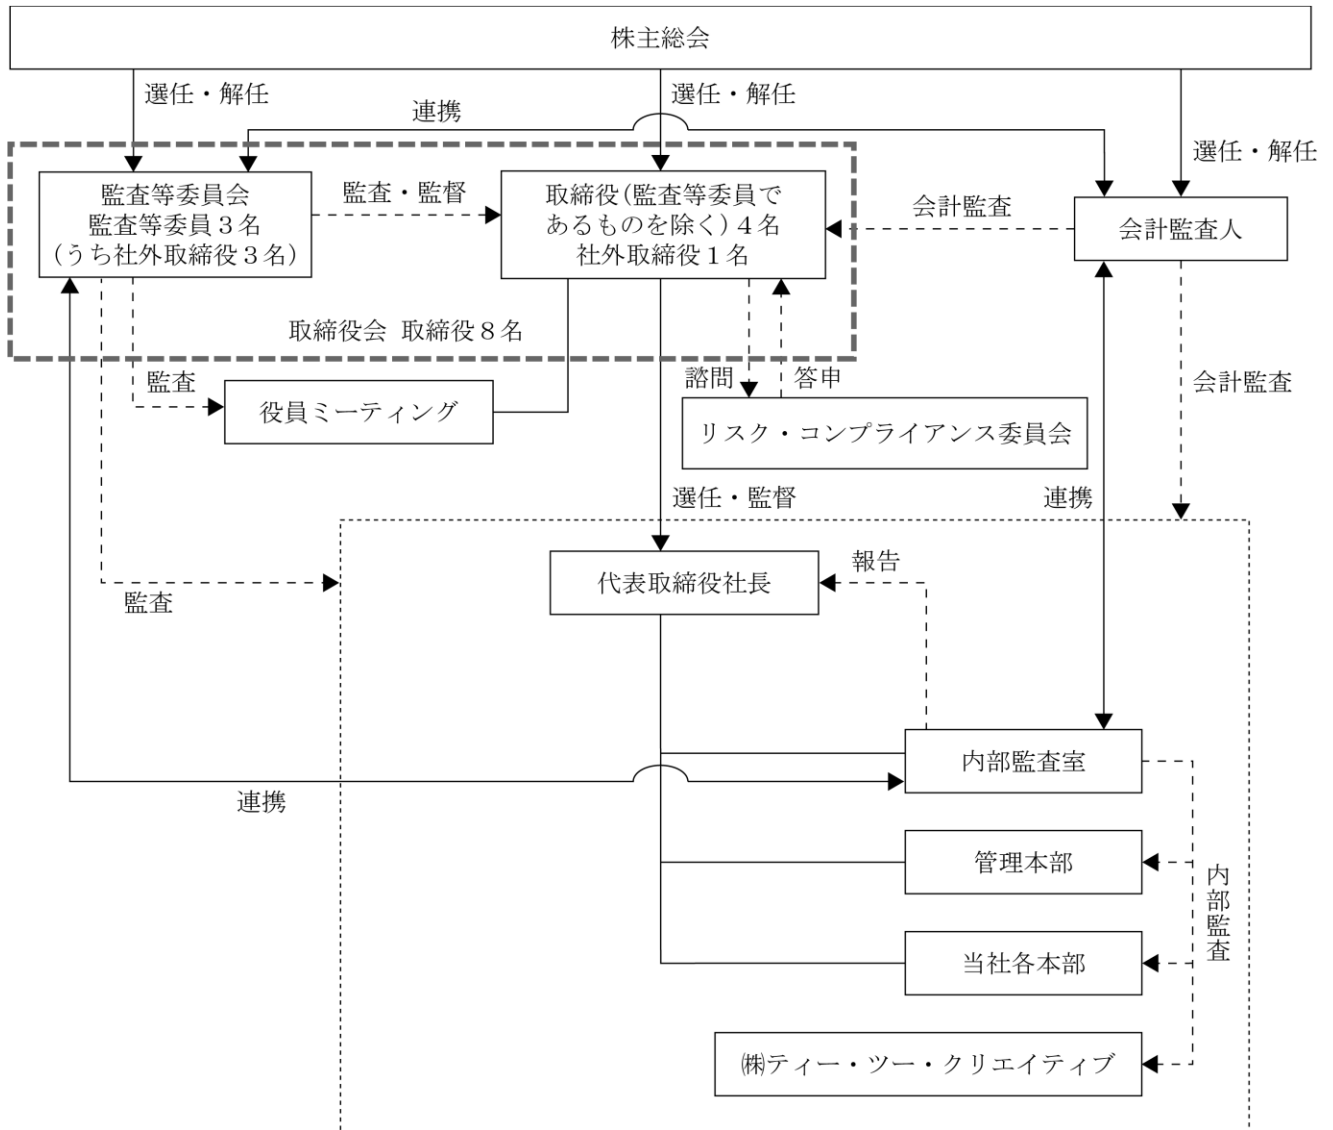 株主総会
選任・解任
選任・解任
選任・解任
連携
監査等委員会
監査等委員３名
(うち社外取締役３名)
監査・監督
取締役(監査等委員で
あるものを除く)４名
社外取締役１名
会計監査
会計監査人
取締役会 取締役８名
監査
役員ミーティング
諮問
答申
リスク・コンプライアンス委員会
会計監査
選任・監督
連携
代表取締役社長
報告
監査
内部監査室
連携
管理本部
内部監査
当社各本部
㈱ティー・ツー・クリエイティブ